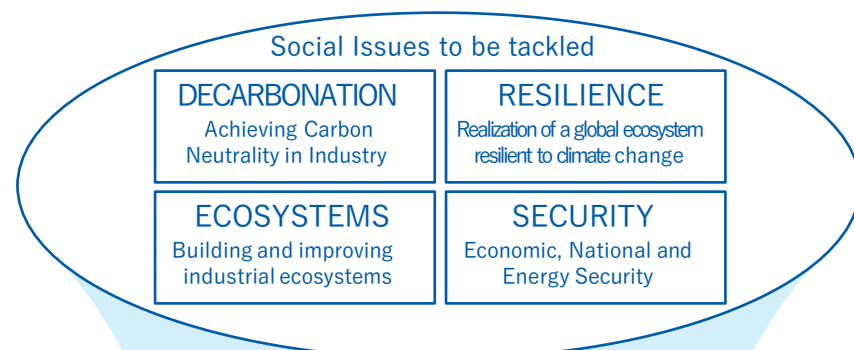 Social Issues to be tackled
DECARBONATION
Achieving Carbon
Neutrality in Industry
RESILIENCE
Realization of a global ecosystem
resilient to climate change
ECOSYSTEMS
Building and improving
industrial ecosystems
SECURITY
Economic, National and
Energy Security